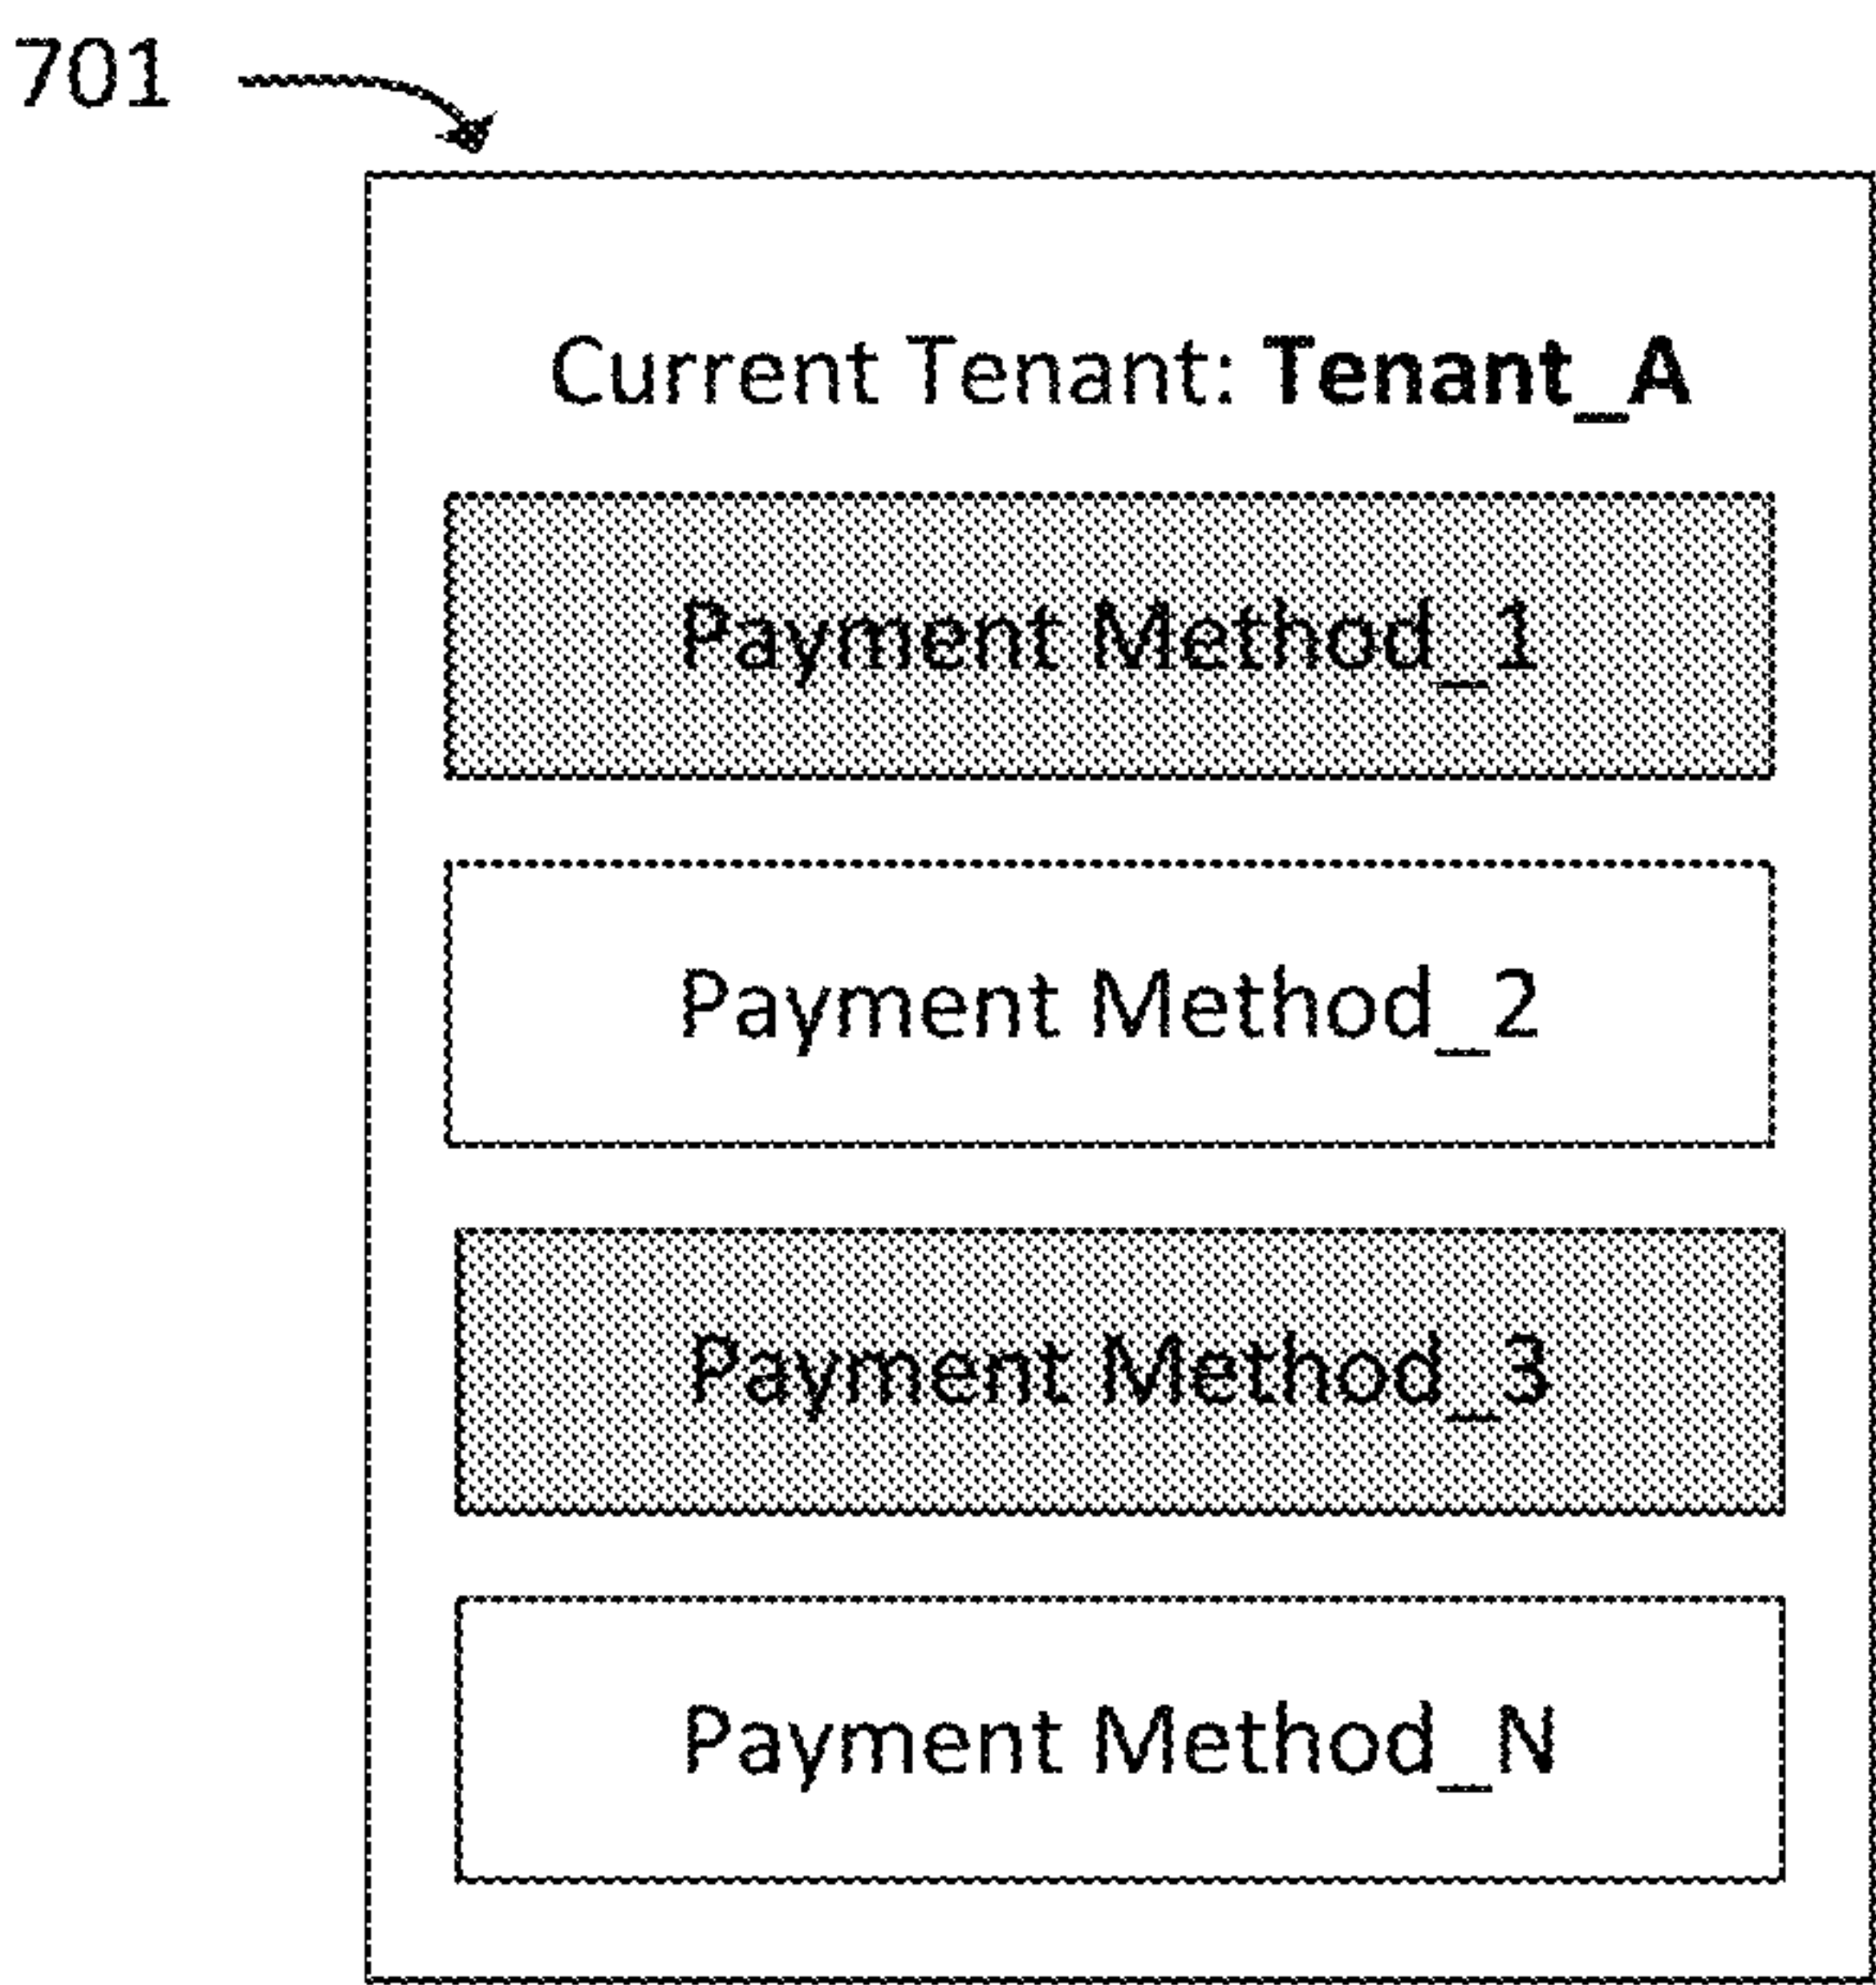 701
Current Tenant: Tenant_A
Payment Method_1
Payment Method_2
Payment Method_3
Payment Method_N